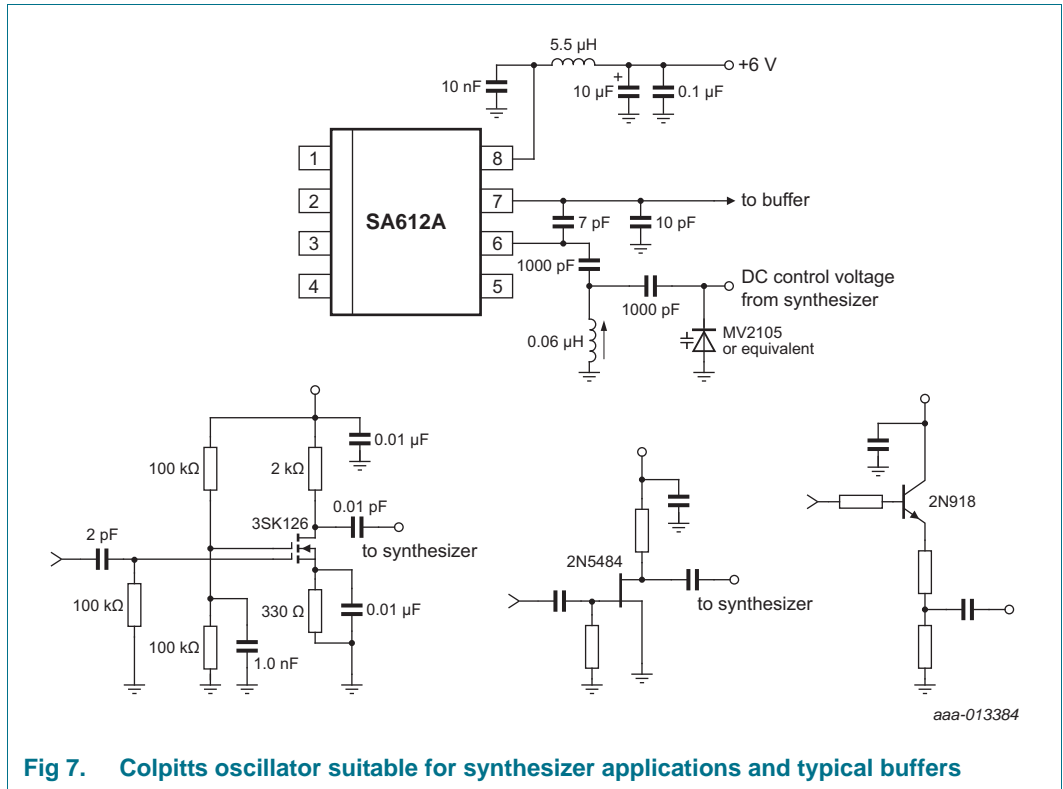 5.5 µH
+6 V
10 nF
+
10 µF
0.1 µF
1
8
2
SA612A
7
to buffer
7 pF
10 pF
3
6
1000 pF
4
5
DC control voltage
from synthesizer
1000 pF
0.06 µH
MV2105
or equivalent
100 kΩ
2 kΩ
0.01 µF
0.01 pF
3SK126
to synthesizer
2 pF
100 kΩ
330 Ω
0.01 µF
100 kΩ
1.0 nF
2N5484
to synthesizer
2N918
aaa-013384
Fig 7. Colpitts oscillator suitable for synthesizer applications and typical buffers